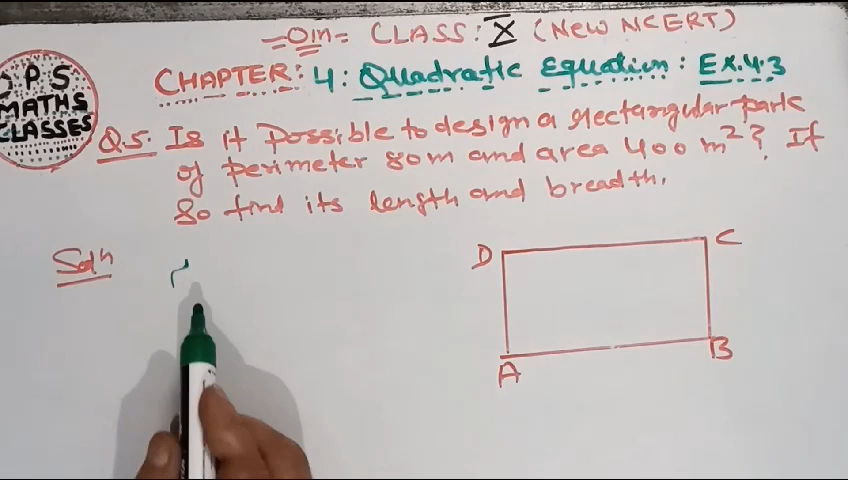 =Om= CLASS: X (NEW NCERT)
CHAPTER: 4: Quadratic Equation: Ex.4.3
OPS
MATHS
CLASSES
Q.5. Is it Possible to design a rectangular park
of perimeter 80m and area 400 m²? If
so find its length and breadth.
Solⁿ
D C
A B